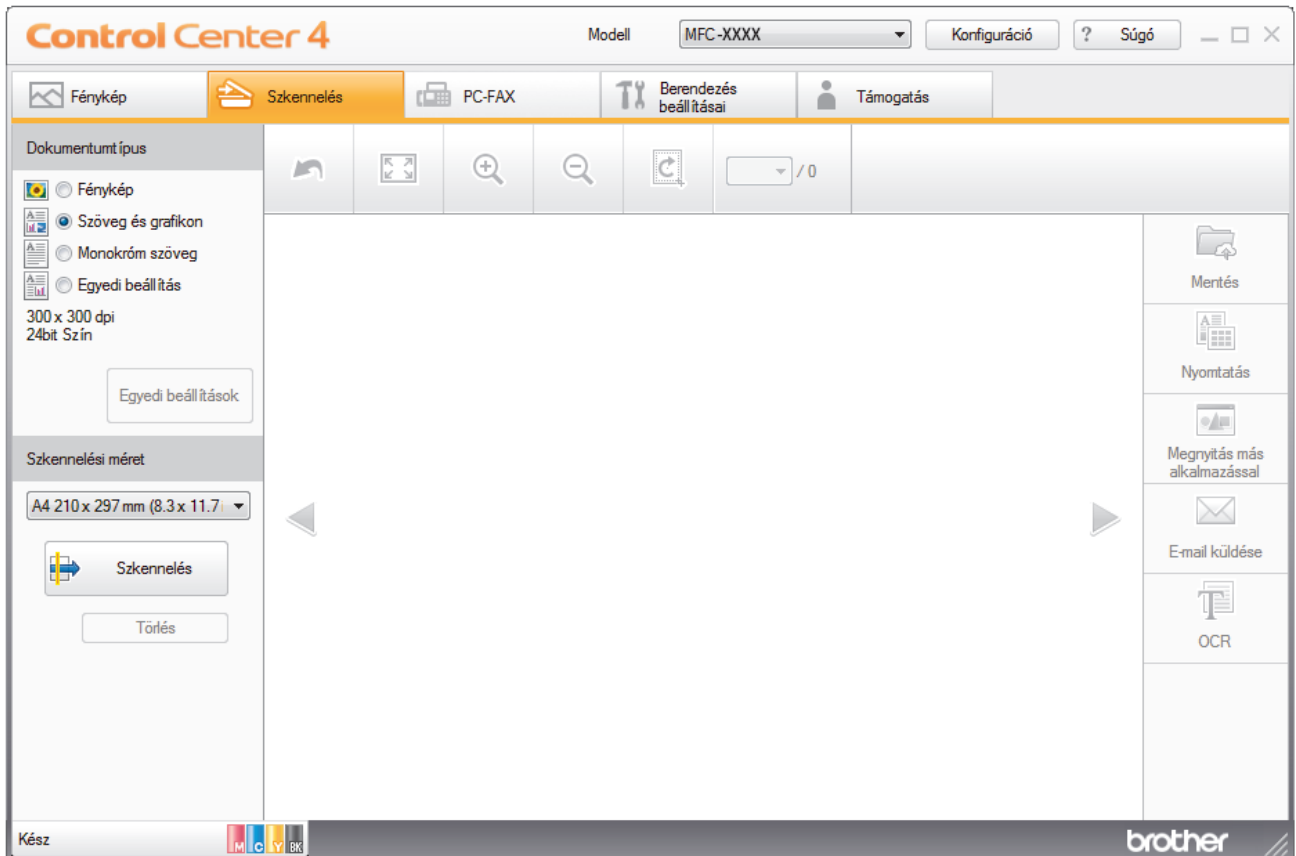 Control Center 4
Modell
MFC-XXXX
Konfiguráció
? Súgó
Fénykép
Szkennelés
PC-FAX
Berendezés
beállításai
Támogatás
Dokumentumtípus
Fénykép
Szöveg és grafikon
Monokróm szöveg
Egyedi beállítás
300 x 300 dpi
24bit Szín
Egyedi beállítások
Szkennelési méret
A4 210 x 297 mm (8.3 x 11.7
Szkennelés
Törlés
/ 0
Mentés
Nyomtatás
Megnyitás más
alkalmazással
E-mail küldése
OCR
Kész
M C Y BK
brother